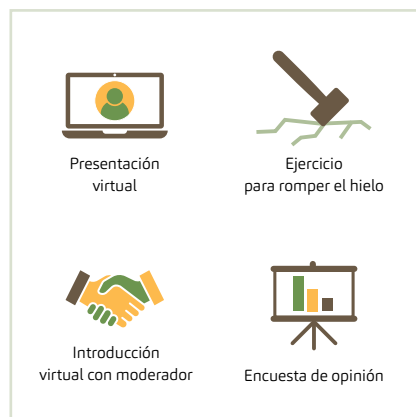 Presentación
virtual
Ejercicio
para romper el hielo
Introducción
virtual con moderador
Encuesta de opinión